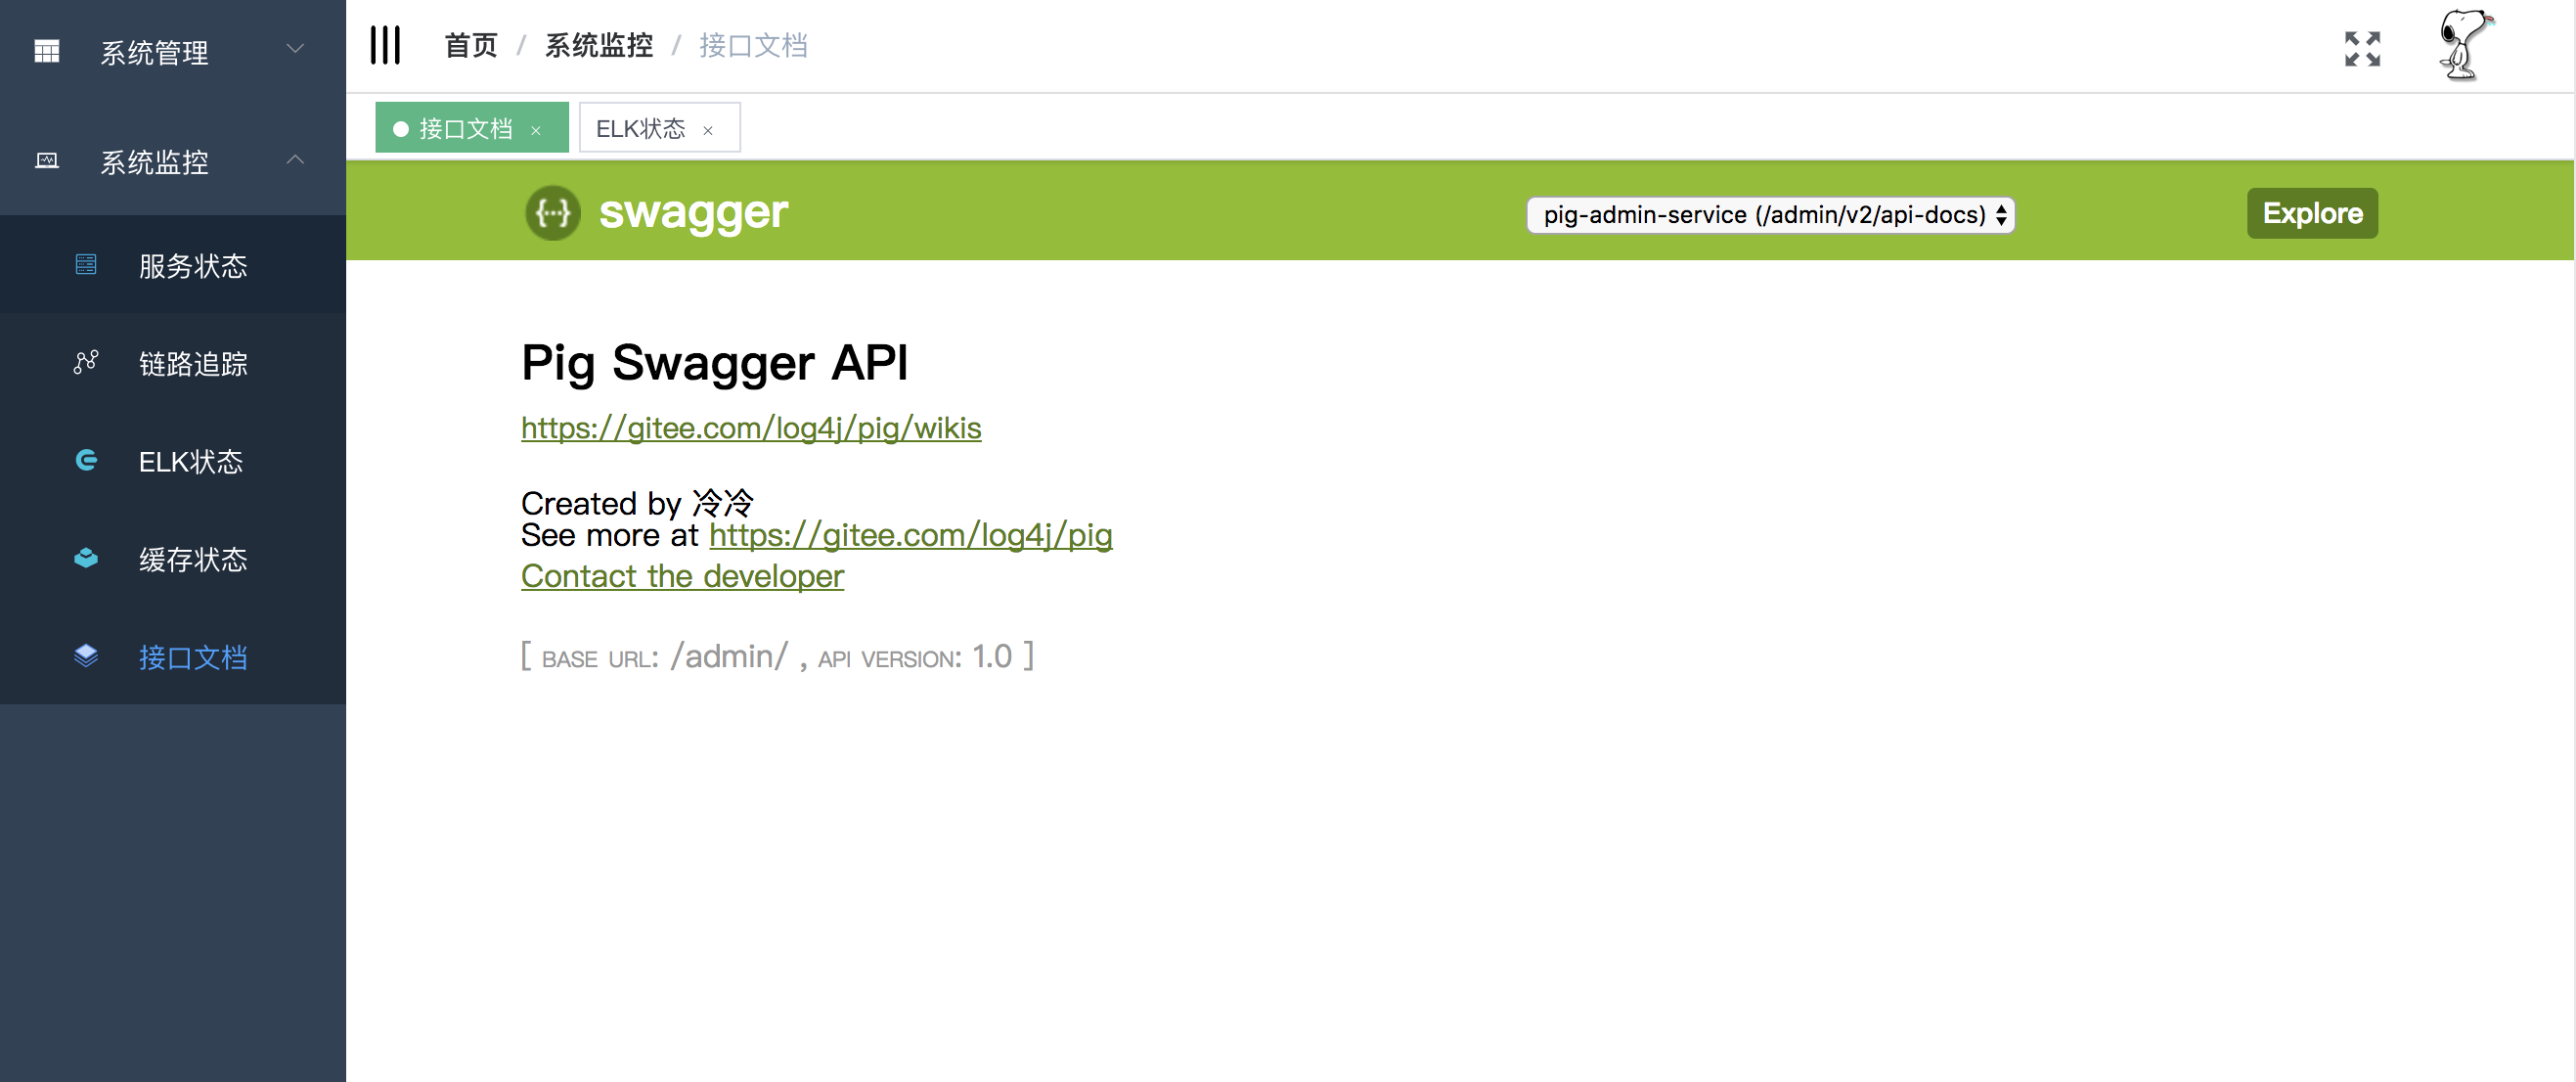 系统管理
系统监控
服务状态
链路追踪
ELK状态
缓存状态
接口文档
首页 / 系统监控 / 接口文档
接口文档 ×
ELK状态 ×
{···} swagger
pig-admin-service (/admin/v2/api-docs)
Explore
Pig Swagger API
https://gitee.com/log4j/pig/wikis
Created by 冷冷
See more at https://gitee.com/log4j/pig
Contact the developer
[ BASE URL: /admin/ , API VERSION: 1.0 ]